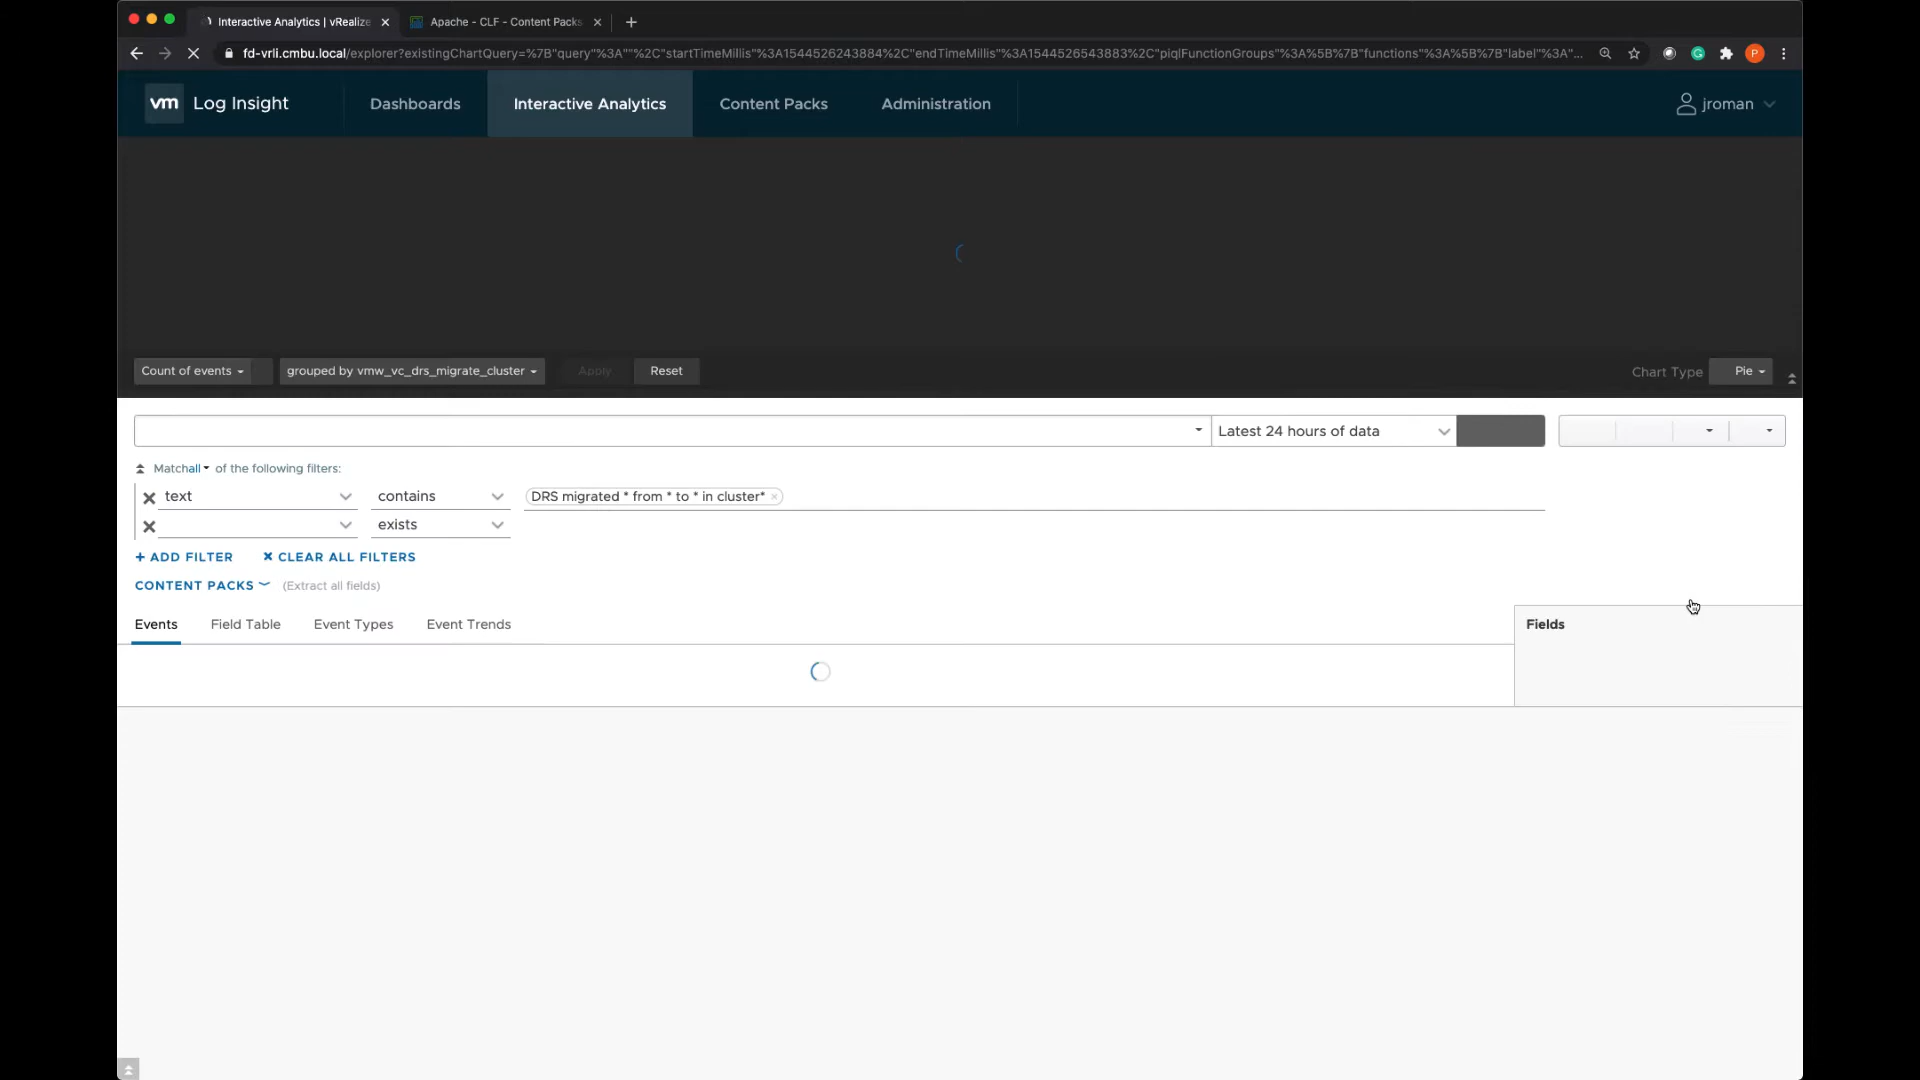 Interactive Analytics | vRealize
Apache - CLF - Content Packs
fd-vrli.cmbu.local/explorer?existingChartQuery=%7B"query"%3A""%2C"startTimeMillis"%3A1544526243884%2C"endTimeMillis"%3A1544526543883%2C"piqlFunctionGroups"%3A%5B%7B"functions"%3A%5B%7B"label"%3A"...
P
vm Log Insight
Dashboards
Interactive Analytics
Content Packs
Administration
jroman
Count of events
grouped by vmw_vc_drs_migrate_cluster
Apply
Reset
Chart Type
Pie
Latest 24 hours of data
Match all of the following filters:
text
contains
DRS migrated * from * to * in cluster*
exists
+ ADD FILTER
CLEAR ALL FILTERS
CONTENT PACKS
(Extract all fields)
Events
Field Table
Event Types
Event Trends
Fields